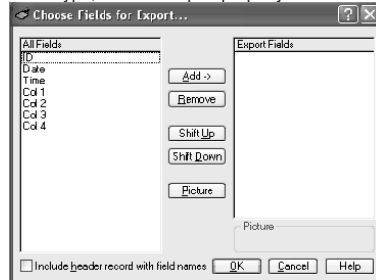 Choose Fields for Export...
All Fields
Export Fields
ID
Date
Time
Col 1
Col 2
Col 3
Col 4
Add ->
Remove
Shift Up
Shift Down
Picture
Picture
Include header record with field names
OK
Cancel
Help